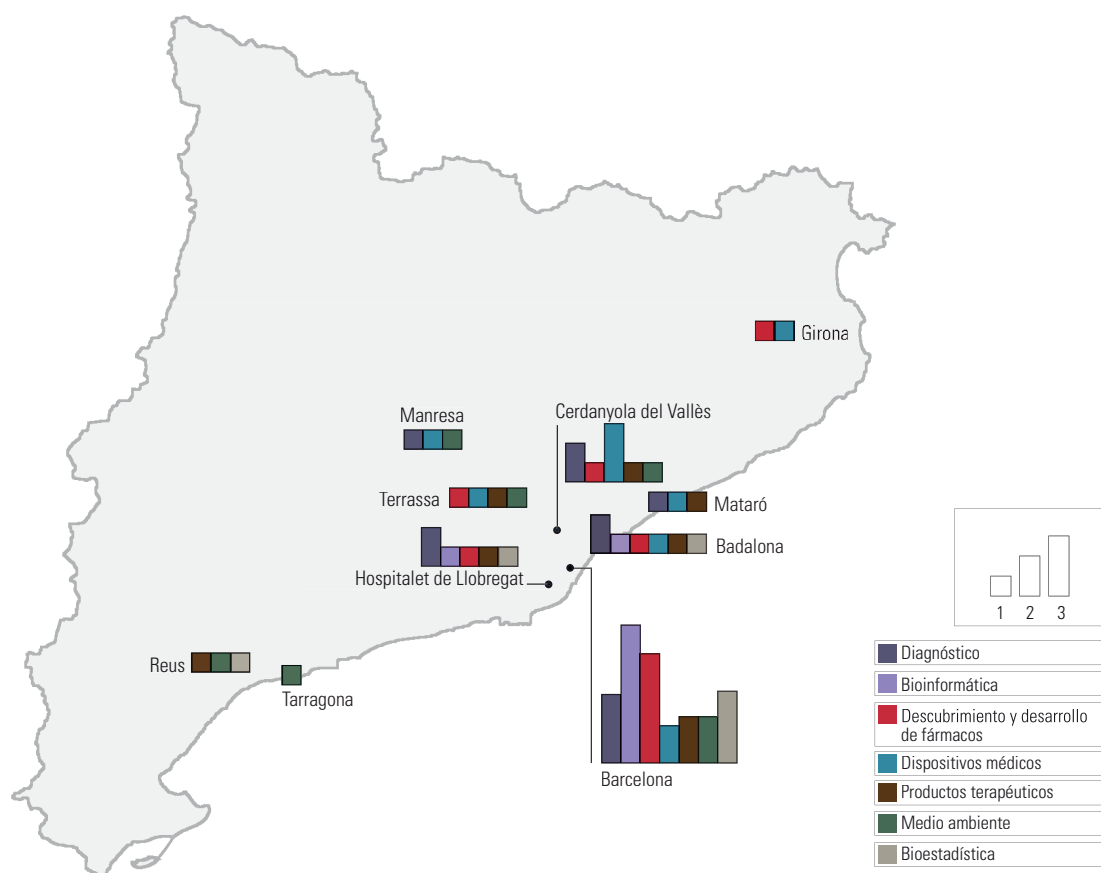 Girona
Manresa
Cerdanyola del Vallès
Terrassa
Mataró
Badalona
Hospitalet de Llobregat
Reus
Tarragona
Barcelona
1 2 3
Diagnóstico
Bioinformática
Descubrimiento y desarrollo
de fármacos
Dispositivos médicos
Productos terapéuticos
Medio ambiente
Bioestadística